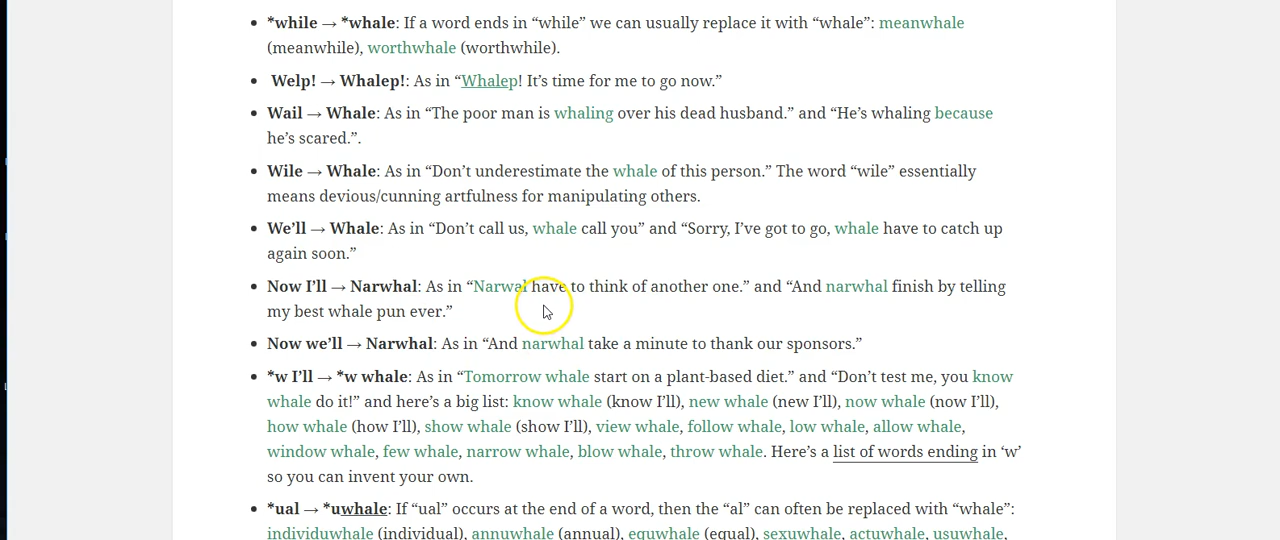 *while → *whale: If a word ends in “while” we can usually replace it with “whale”: meanwhale
(meanwhile), worthwhale (worthwhile).
Welp! → Whalep!: As in “Whalep! It’s time for me to go now.”
Wail → Whale: As in “The poor man is whaling over his dead husband.” and “He’s whaling because
he’s scared.”.
Wile → Whale: As in “Don’t underestimate the whale of this person.” The word “wile” essentially
means devious/cunning artfulness for manipulating others.
We’ll → Whale: As in “Don’t call us, whale call you” and “Sorry, I’ve got to go, whale have to catch up
again soon.”
Now I’ll → Narwhal: As in “Narwal have to think of another one.” and “And narwhal finish by telling
my best whale pun ever.”
Now we’ll → Narwhal: As in “And narwhal take a minute to thank our sponsors.”
*w I’ll → *w whale: As in “Tomorrow whale start on a plant-based diet.” and “Don’t test me, you know
whale do it!” and here’s a big list: know whale (know I’ll), new whale (new I’ll), now whale (now I’ll),
how whale (how I’ll), show whale (show I’ll), view whale, follow whale, low whale, allow whale,
window whale, few whale, narrow whale, blow whale, throw whale. Here’s a list of words ending in ‘w’
so you can invent your own.
*ual → *uwhale: If “ual” occurs at the end of a word, then the “al” can often be replaced with “whale”:
individuwhale (individual), annuwhale (annual), equwhale (equal), sexuwhale, actuwhale, usuwhale,